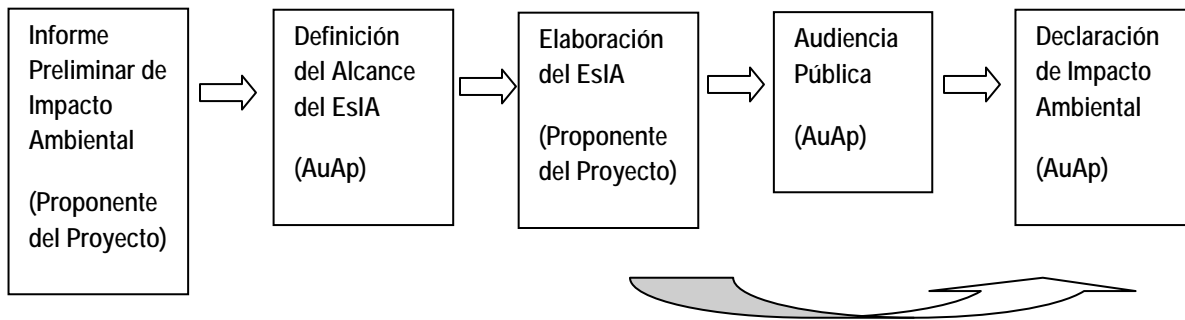 Informe
Preliminar de
Impacto
Ambiental
(Proponente
del Proyecto)
Definición
del Alcance
del EsIA
(AuAp)
Elaboración
del EsIA
(Proponente
del Proyecto)
Audiencia
Pública
(AuAp)
Declaración
de Impacto
Ambiental
(AuAp)